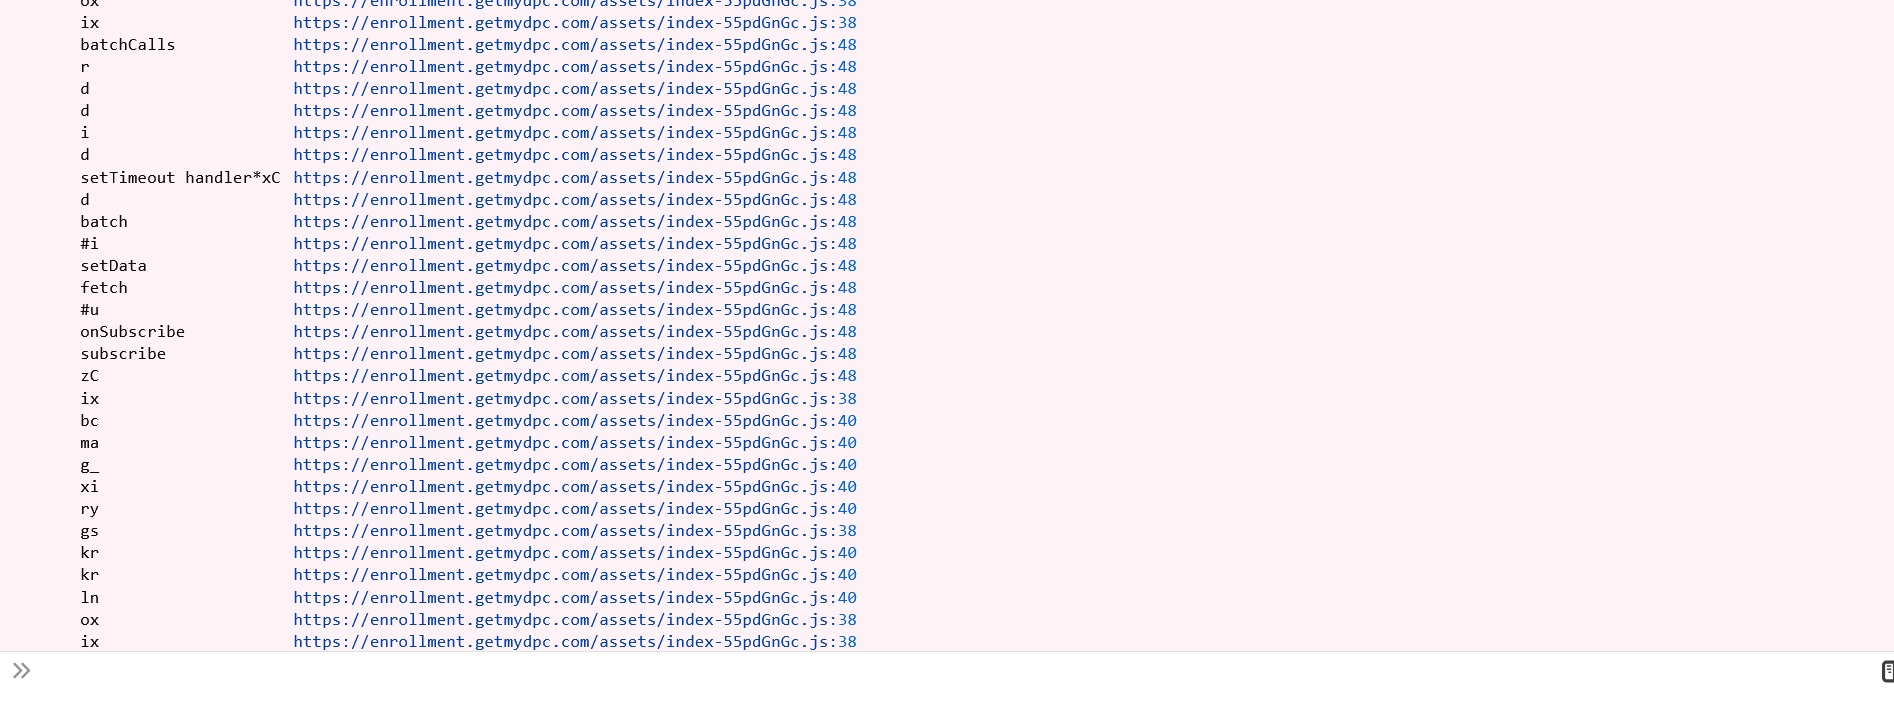 ox https://enrollment.getmydpc.com/assets/index-55pdGnGc.js:38
ix https://enrollment.getmydpc.com/assets/index-55pdGnGc.js:38
batchCalls https://enrollment.getmydpc.com/assets/index-55pdGnGc.js:48
r https://enrollment.getmydpc.com/assets/index-55pdGnGc.js:48
d https://enrollment.getmydpc.com/assets/index-55pdGnGc.js:48
d https://enrollment.getmydpc.com/assets/index-55pdGnGc.js:48
i https://enrollment.getmydpc.com/assets/index-55pdGnGc.js:48
d https://enrollment.getmydpc.com/assets/index-55pdGnGc.js:48
setTimeout handler*xC https://enrollment.getmydpc.com/assets/index-55pdGnGc.js:48
d https://enrollment.getmydpc.com/assets/index-55pdGnGc.js:48
batch https://enrollment.getmydpc.com/assets/index-55pdGnGc.js:48
#i https://enrollment.getmydpc.com/assets/index-55pdGnGc.js:48
setData https://enrollment.getmydpc.com/assets/index-55pdGnGc.js:48
fetch https://enrollment.getmydpc.com/assets/index-55pdGnGc.js:48
#u https://enrollment.getmydpc.com/assets/index-55pdGnGc.js:48
onSubscribe https://enrollment.getmydpc.com/assets/index-55pdGnGc.js:48
subscribe https://enrollment.getmydpc.com/assets/index-55pdGnGc.js:48
zC https://enrollment.getmydpc.com/assets/index-55pdGnGc.js:48
ix https://enrollment.getmydpc.com/assets/index-55pdGnGc.js:38
bc https://enrollment.getmydpc.com/assets/index-55pdGnGc.js:40
ma https://enrollment.getmydpc.com/assets/index-55pdGnGc.js:40
g_ https://enrollment.getmydpc.com/assets/index-55pdGnGc.js:40
xi https://enrollment.getmydpc.com/assets/index-55pdGnGc.js:40
ry https://enrollment.getmydpc.com/assets/index-55pdGnGc.js:40
gs https://enrollment.getmydpc.com/assets/index-55pdGnGc.js:38
kr https://enrollment.getmydpc.com/assets/index-55pdGnGc.js:40
kr https://enrollment.getmydpc.com/assets/index-55pdGnGc.js:40
ln https://enrollment.getmydpc.com/assets/index-55pdGnGc.js:40
ox https://enrollment.getmydpc.com/assets/index-55pdGnGc.js:38
ix https://enrollment.getmydpc.com/assets/index-55pdGnGc.js:38